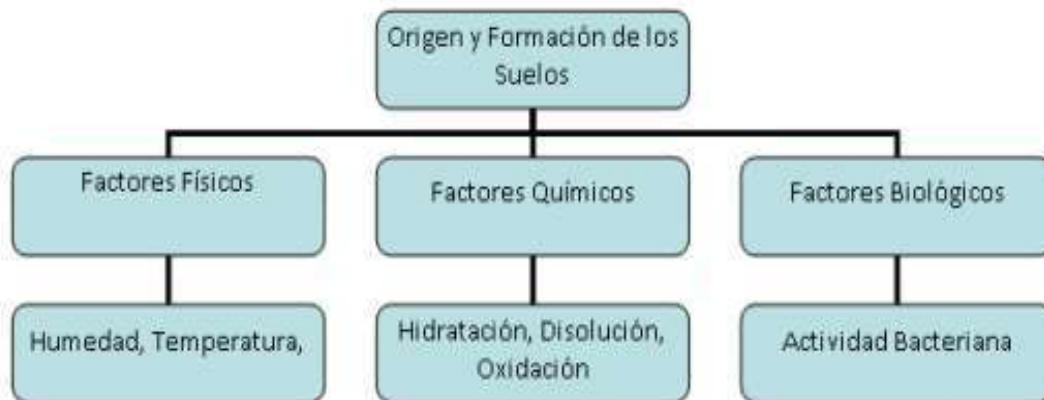 Origen y Formación de los
Suelos
Factores Físicos
Factores Químicos
Factores Biológicos
Humedad, Temperatura,
Hidratación, Disolución,
Oxidación
Actividad Bacteriana